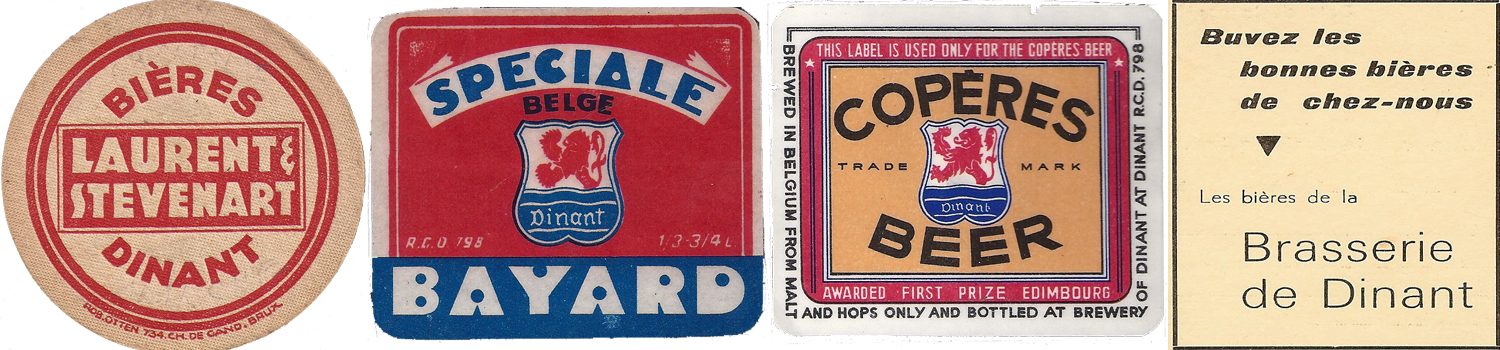 BIÈRES
LAURENT &
STEVENART
DINANT
ROB.OTTEN 734.CH.DE GAND.BRUX.
SPECIALE
BELGE
Dinant
R.C.D. 798
1/3-3/4 L
BAYARD
THIS LABEL IS USED ONLY FOR THE COPÈRES-BEER
COPÈRES
TRADE MARK
Dinant
BEER
AWARDED FIRST PRIZE EDIMBOURG
BREWED IN BELGIUM FROM MALT
AND HOPS ONLY AND BOTTLED AT BREWERY
OF DINANT AT DINANT R.C.D. 798
Buvez les
bonnes bières
de chez-nous
Les bières de la
Brasserie
de Dinant